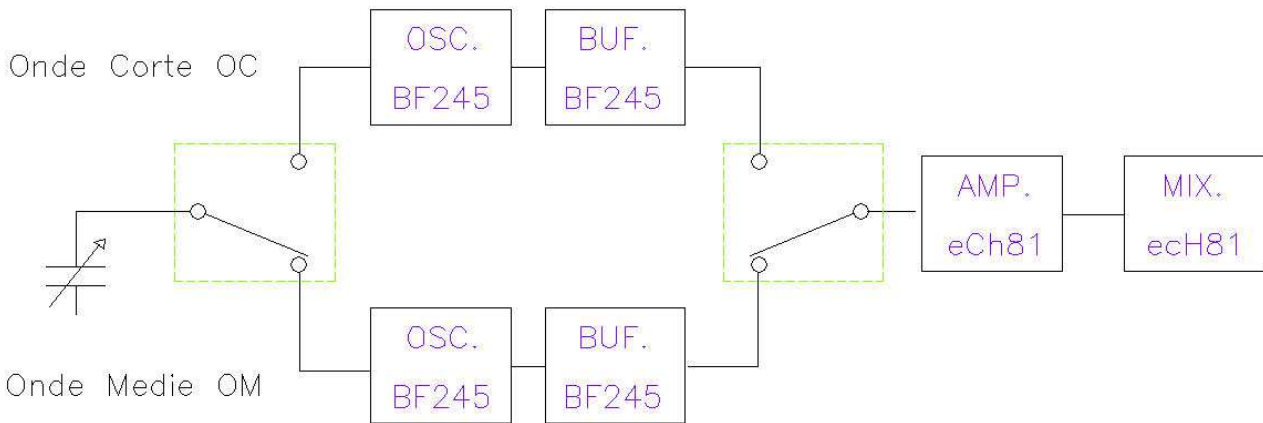 Onde Corte OC
OSC.
BF245
BUF.
BF245
AMP.
eCh81
MIX.
ecH81
Onde Medie OM
OSC.
BF245
BUF.
BF245